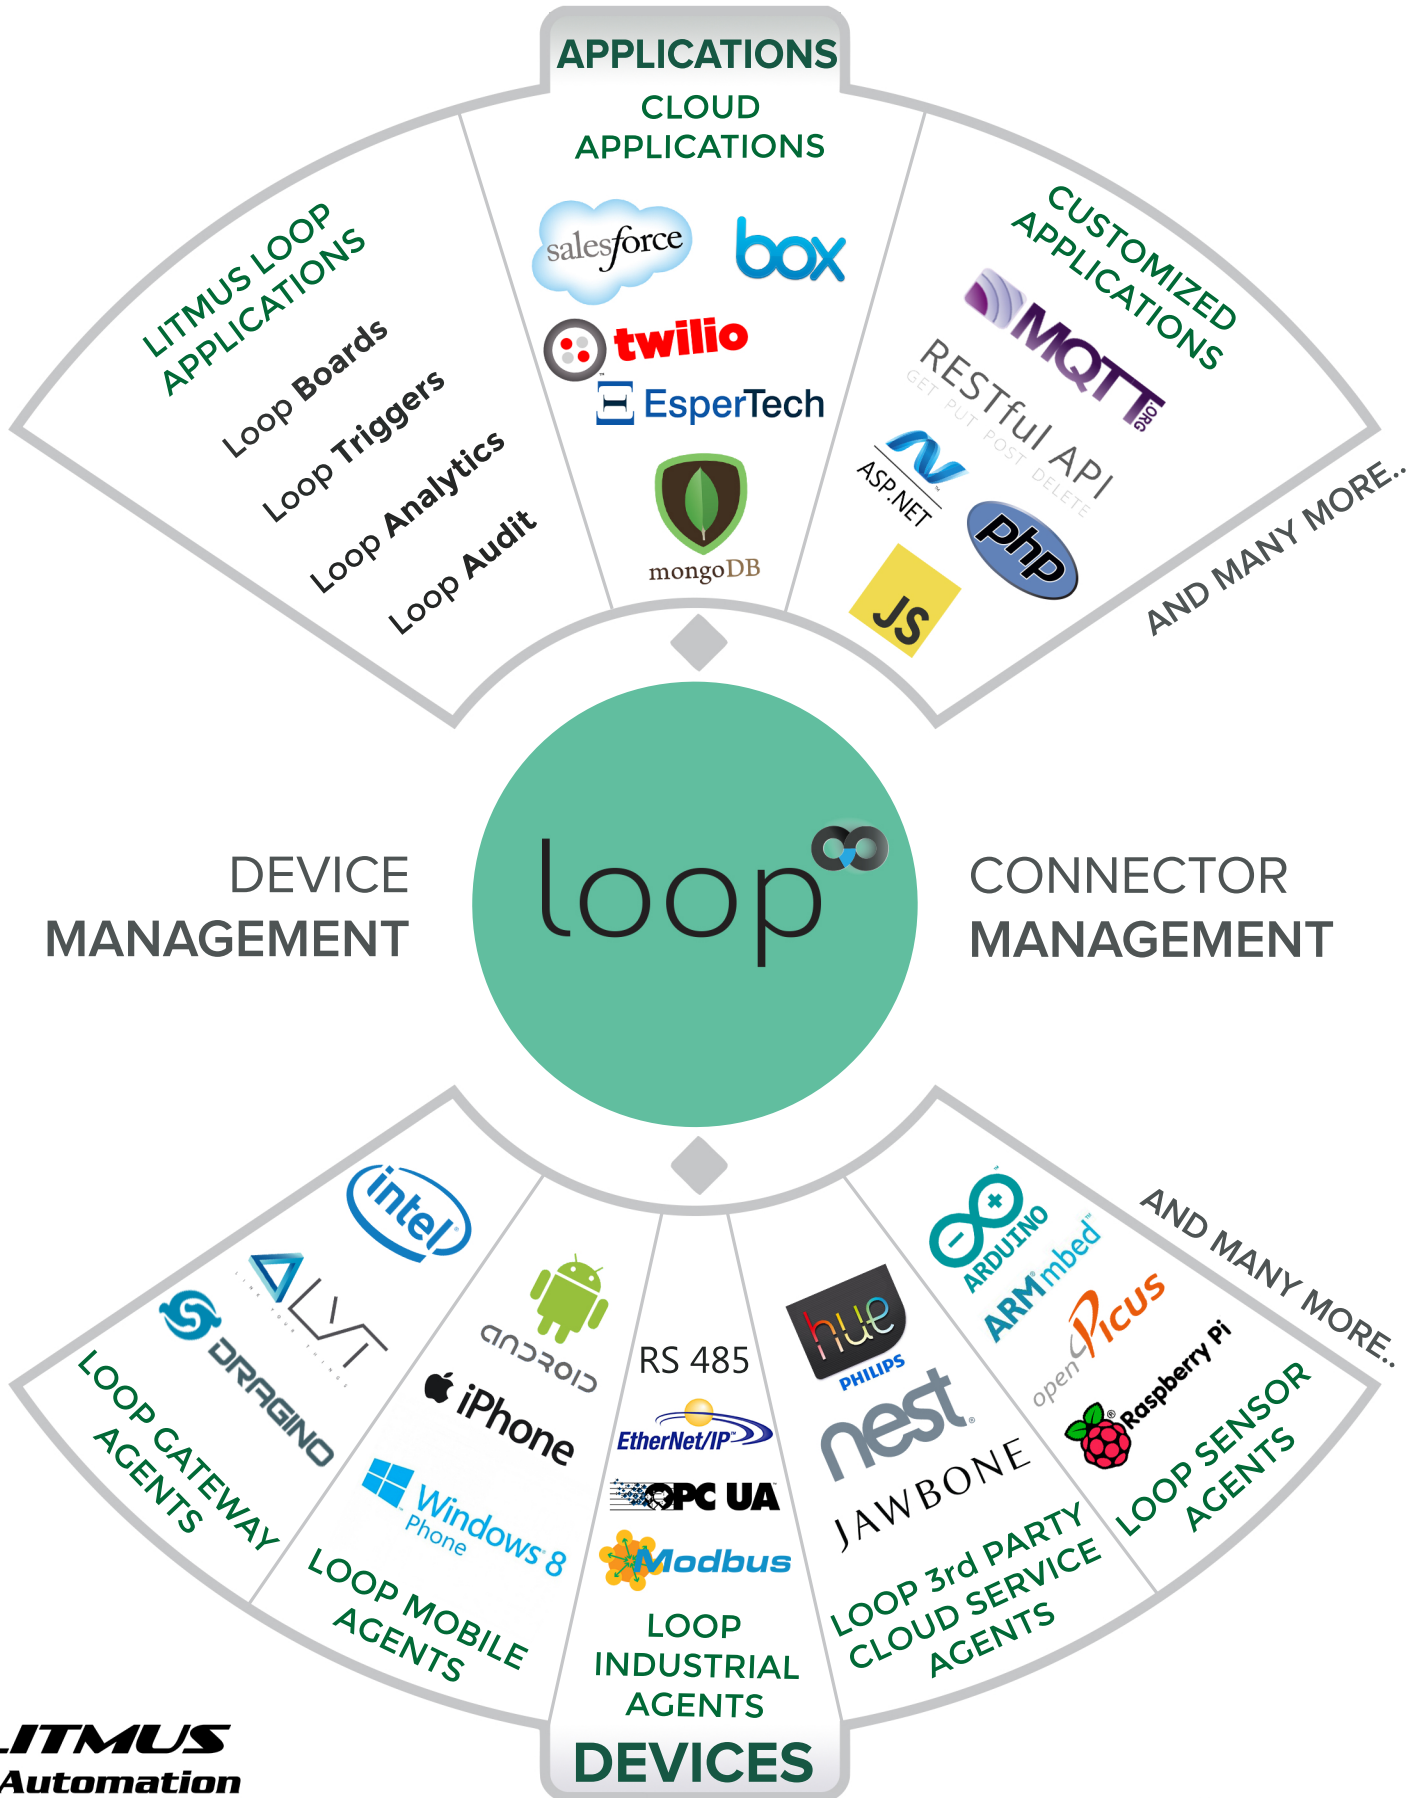 APPLICATIONS
CLOUD
APPLICATIONS
salesforce
box
twilio
EsperTech
mongoDB
LITMUS LOOP
APPLICATIONS
Loop Boards
Loop Triggers
Loop Analytics
Loop Audit
CUSTOMIZED
APPLICATIONS
MQTT.ORG
RESTful API
GET PUT POST DELETE
ASP.NET
php
JS
AND MANY MORE..
DEVICE
MANAGEMENT
loop
CONNECTOR
MANAGEMENT
intel
LVT
DRAGINO
LOOP GATEWAY
AGENTS
ANDROID
iPhone
Windows 8
Phone
LOOP MOBILE
AGENTS
RS 485
EtherNet/IP™
OPC UA
Modbus
LOOP
INDUSTRIAL
AGENTS
hue
PHILIPS
nest
JAWBONE
LOOP 3rd PARTY
CLOUD SERVICE
AGENTS
ARDUINO
ARM®mbed™
openPICUS
Raspberry Pi
LOOP SENSOR
AGENTS
AND MANY MORE..
DEVICES
LITMUS
Automation